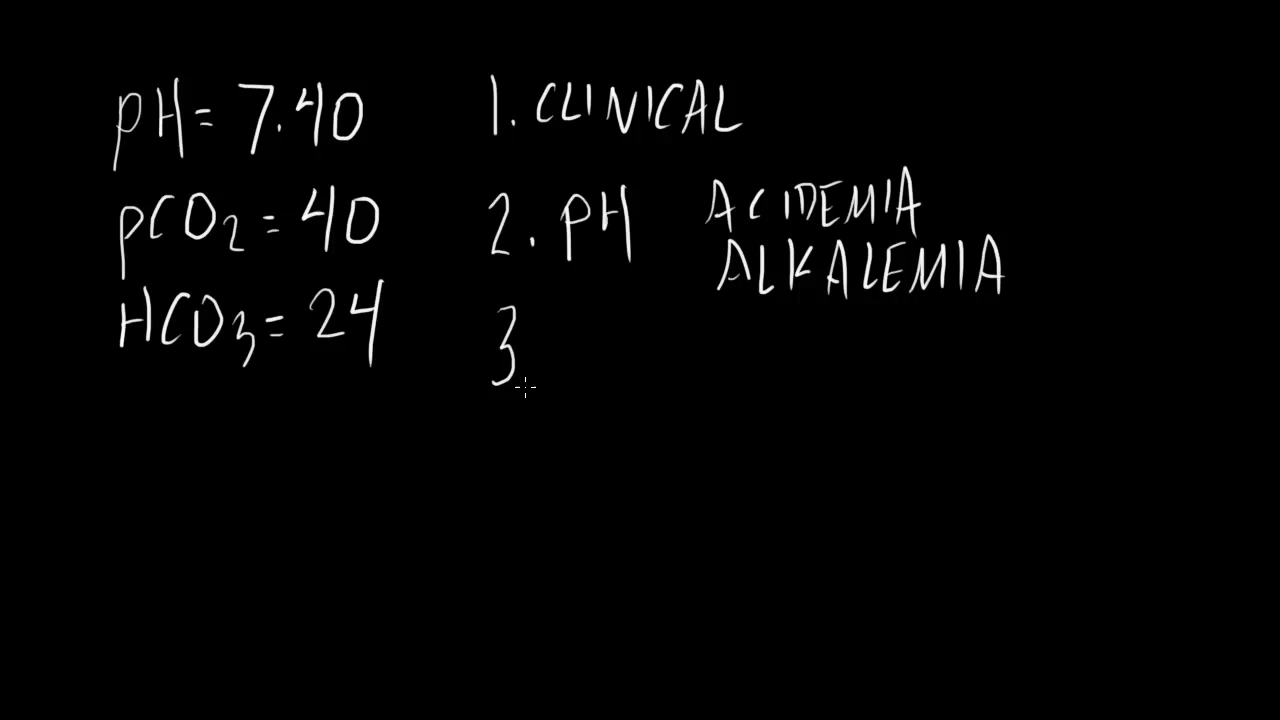 pH = 7.40
pCO2 = 40
HCO3 = 24
1. CLINICAL
2. pH ACIDEMIA
ALKALEMIA
3